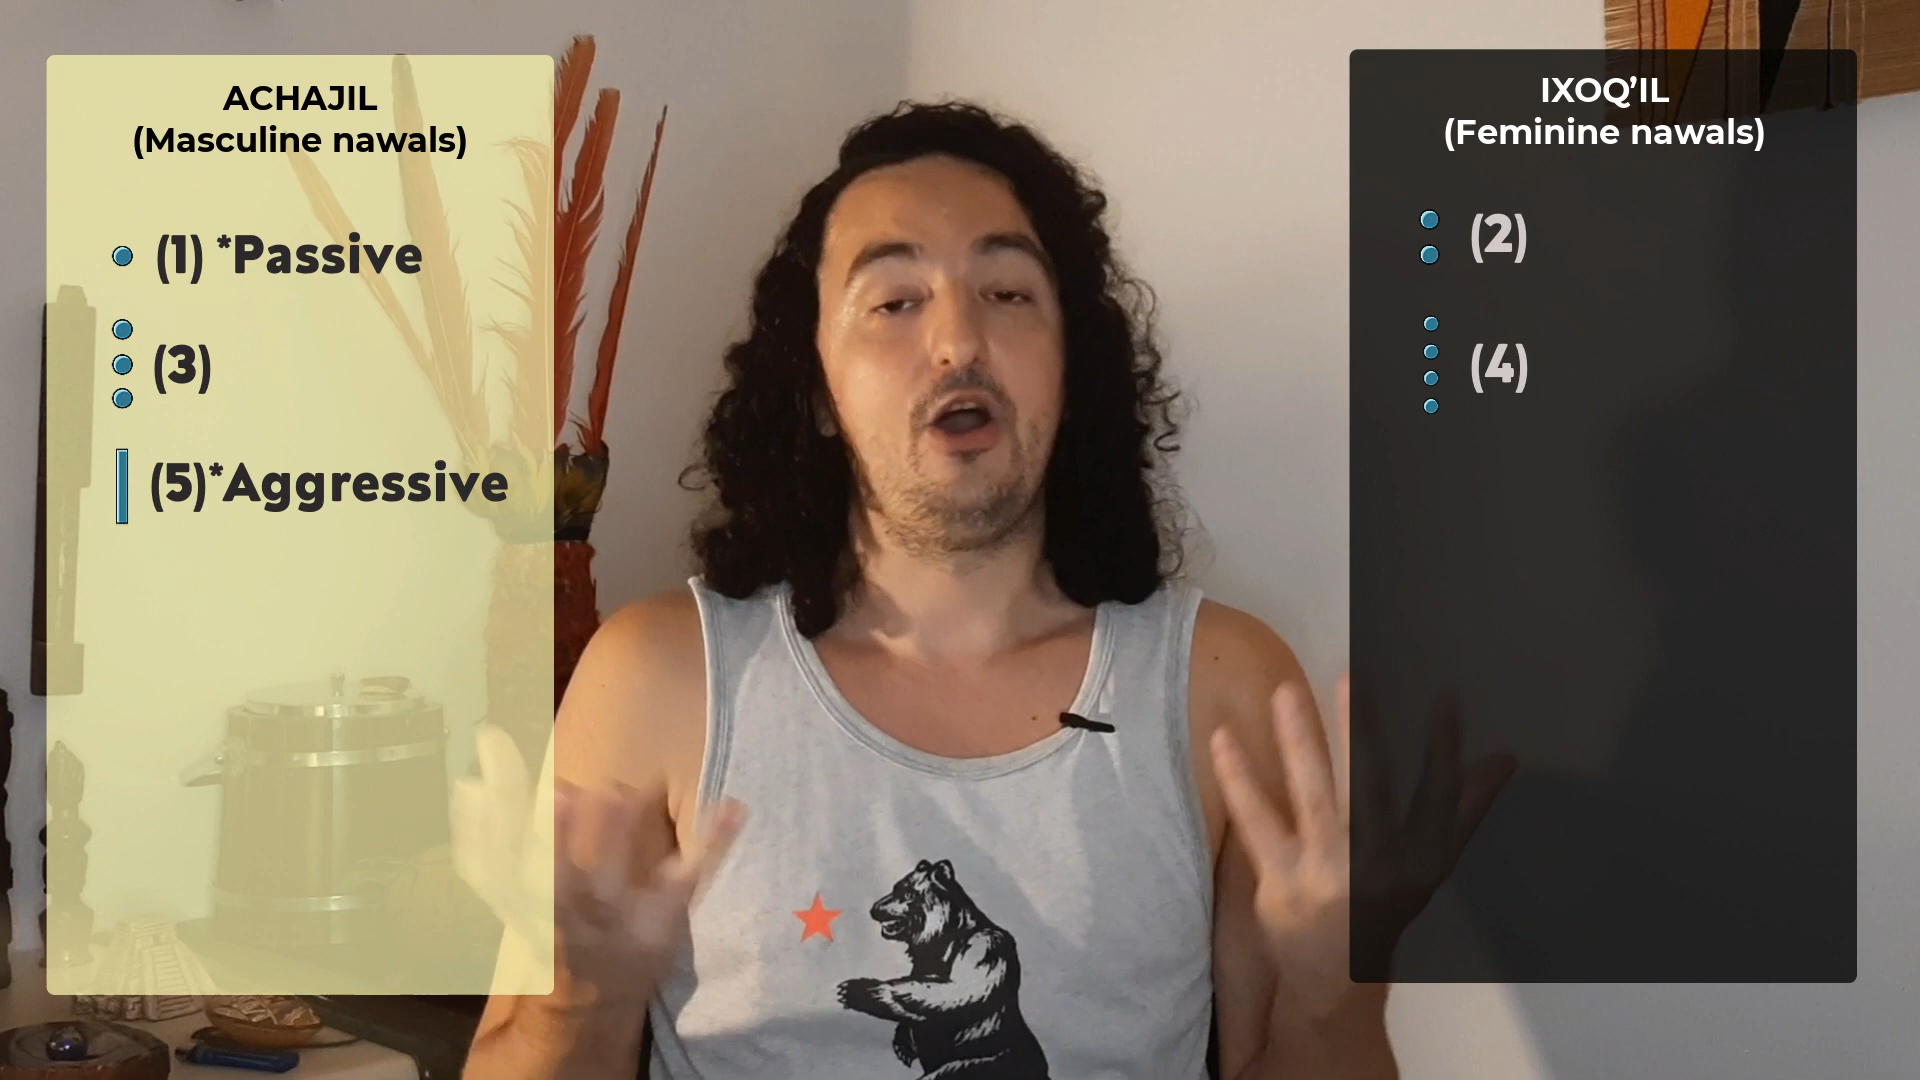 ACHAJIL
(Masculine nawals)
(1) *Passive
(3)
(5)*Aggressive
IXOQ’IL
(Feminine nawals)
(2)
(4)